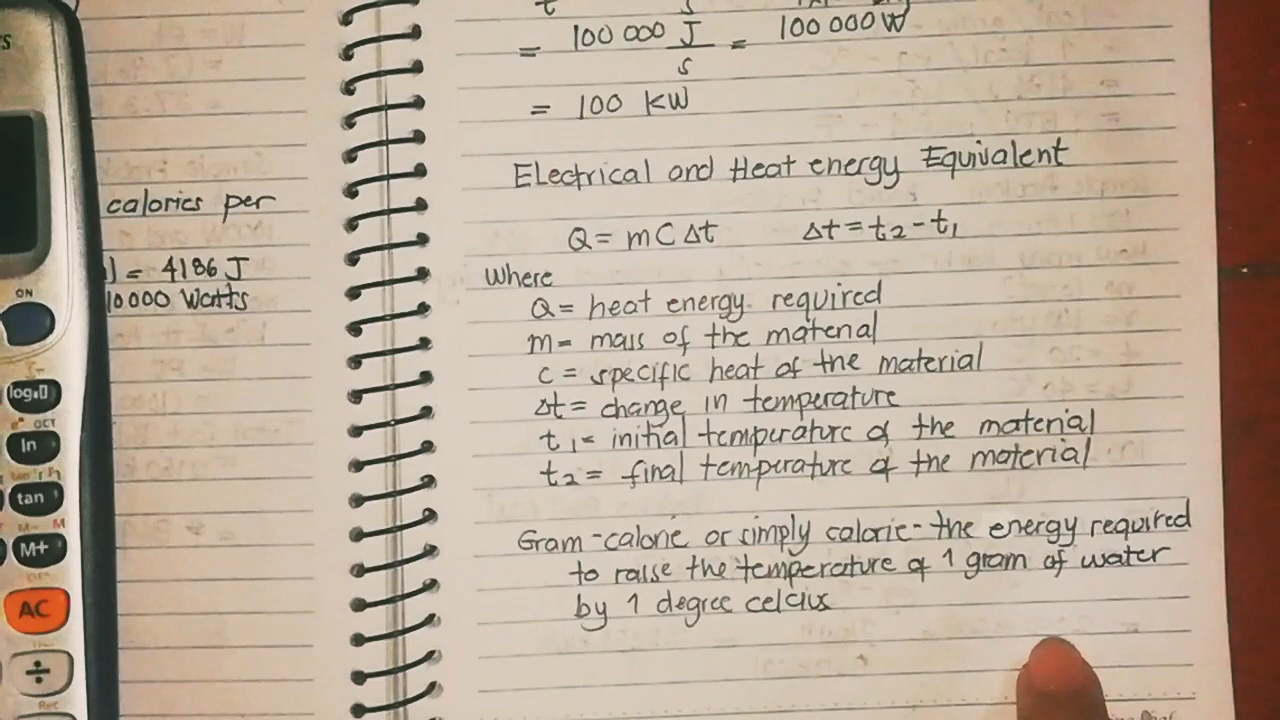 calories per
) = 4186 J
10000 Watts
ON
log
OCT
ln
tan
M- M
M+
AC
÷
t s
= 100 000 J/s = 100 000 W
= 100 KW
Electrical and Heat energy Equivalent
Q = mCΔt Δt = t₂ - t₁
Where
Q = heat energy required
m = mass of the material
c = specific heat of the material
Δt = change in temperature
t₁ = initial temperature of the material
t₂ = final temperature of the material
Gram-calorie or simply calorie - the energy required
to raise the temperature of 1 gram of water
by 1 degree celcius